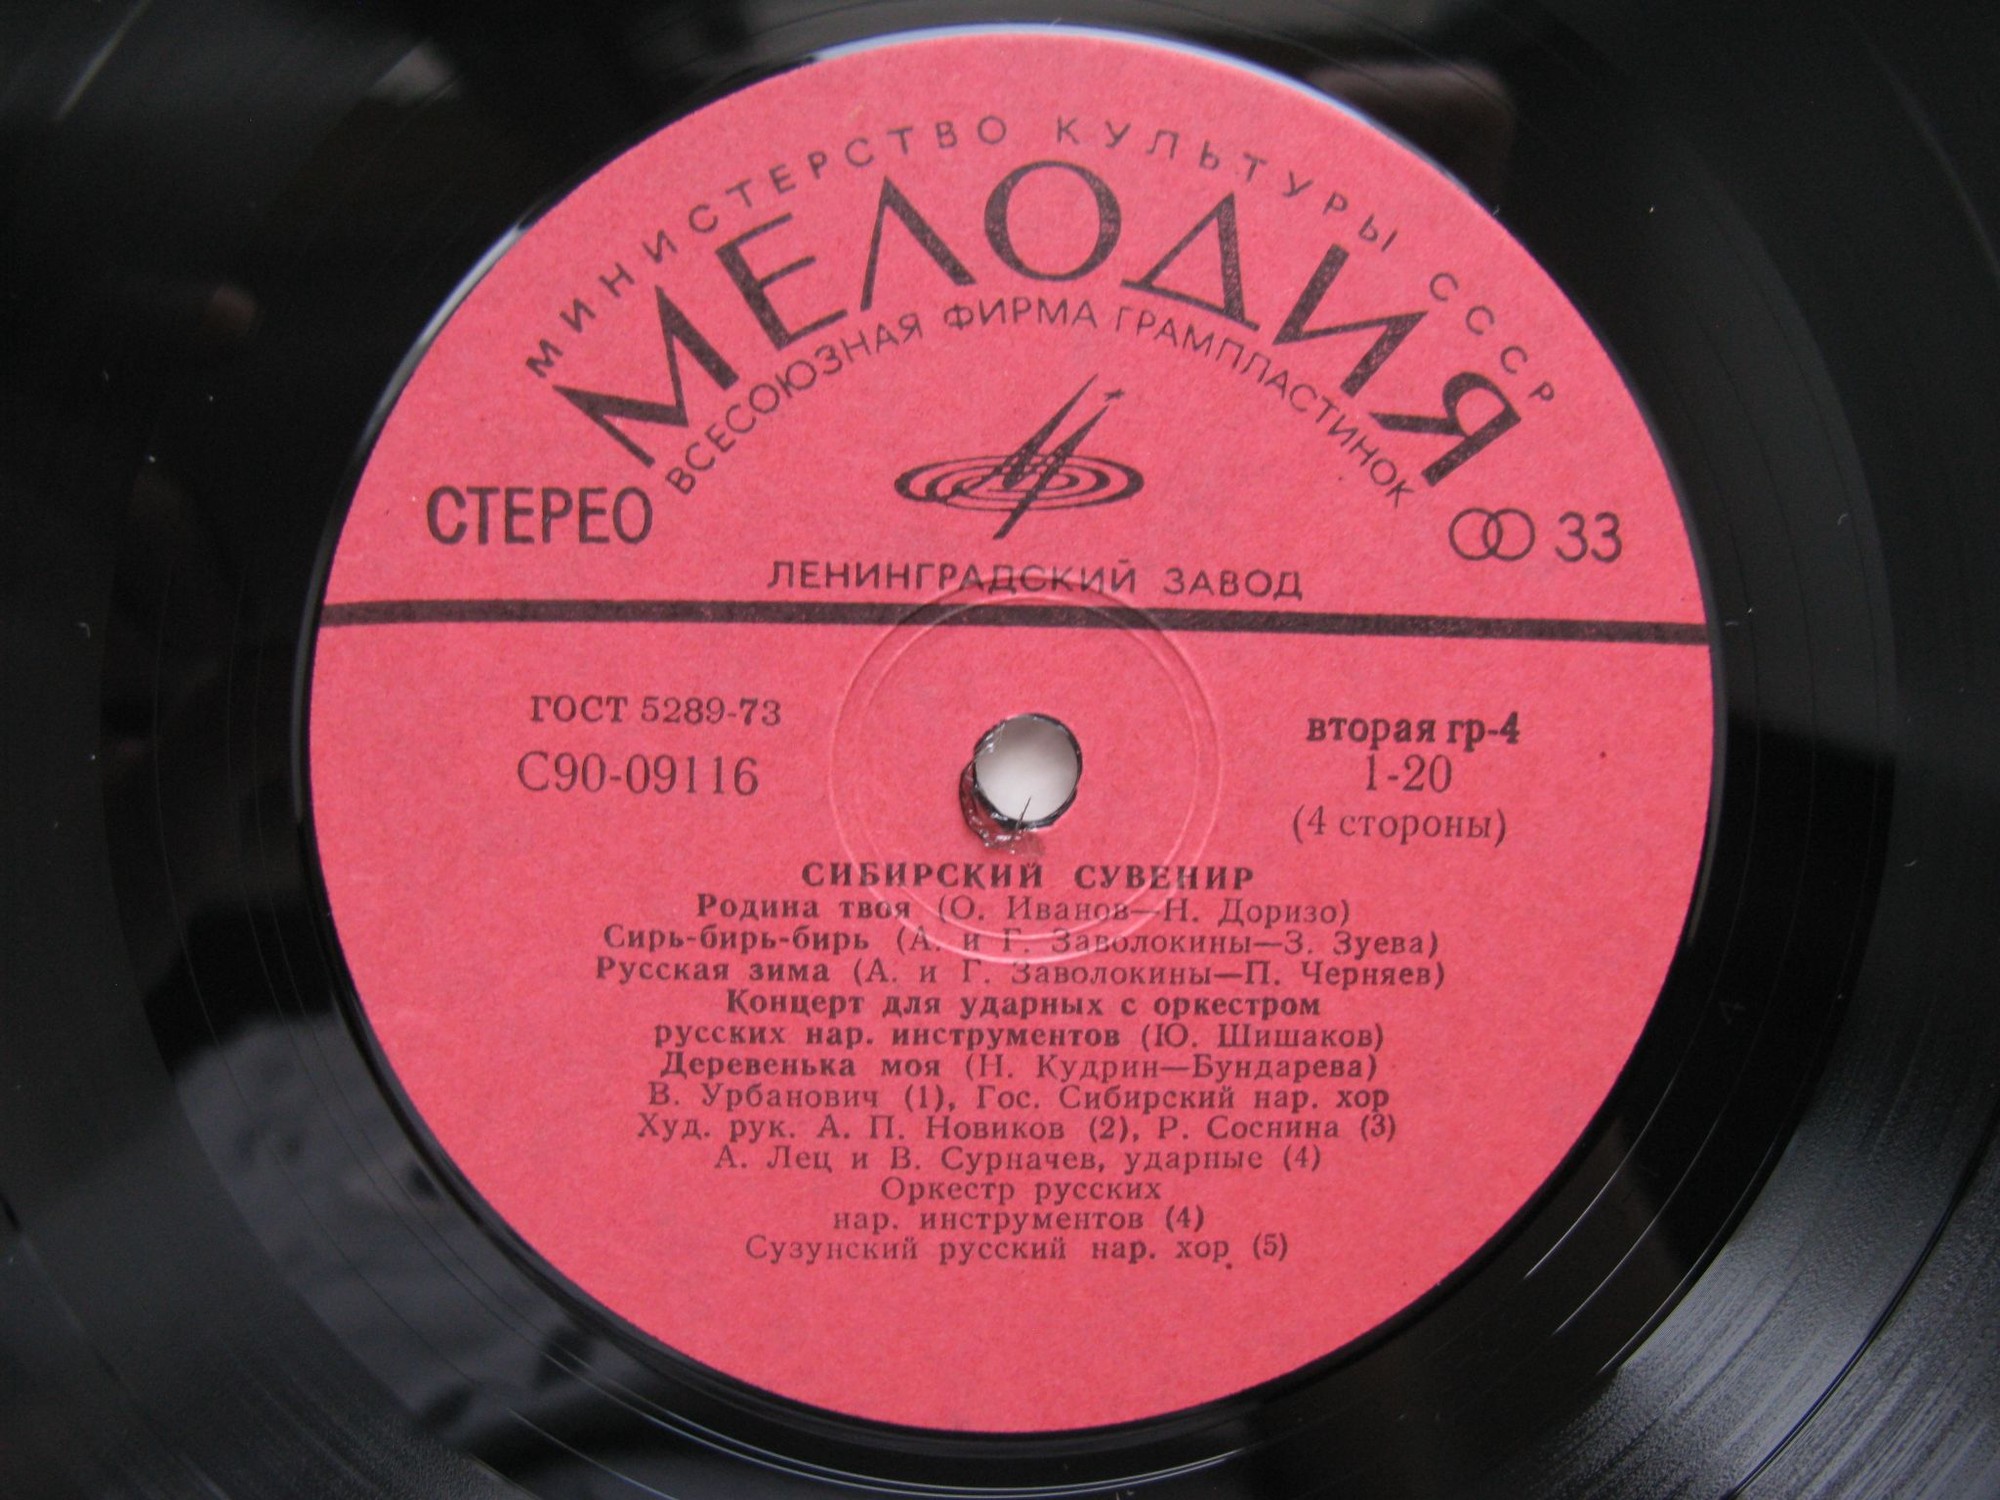 МИНИСТЕРСТВО КУЛЬТУРЫ СССР
МЕЛОДИЯ
ВСЕСОЮЗНАЯ ФИРМА ГРАМПЛАСТИНОК
СТЕРЕО
33
ЛЕНИНГРАДСКИЙ ЗАВОД
ГОСТ 5289-73
С90-09116
вторая гр-4
1-20
(4 стороны)
СИБИРСКИЙ СУВЕНИР
Родина твоя (О. Иванов—Н. Доризо)
Сирь-бирь-бирь (А. и Г. Заволокины—З. Зуева)
Русская зима (А. и Г. Заволокины—П. Черняев)
Концерт для ударных с оркестром
русских нар. инструментов (Ю. Шишаков)
Деревенька моя (Н. Кудрин—Бундарева)
В. Урбанович (1), Гос. Сибирский нар. хор
Худ. рук. А. П. Новиков (2), Р. Соснина (3)
А. Лец и В. Сурначев, ударные (4)
Оркестр русских
нар. инструментов (4)
Сузунский русский нар. хор (5)